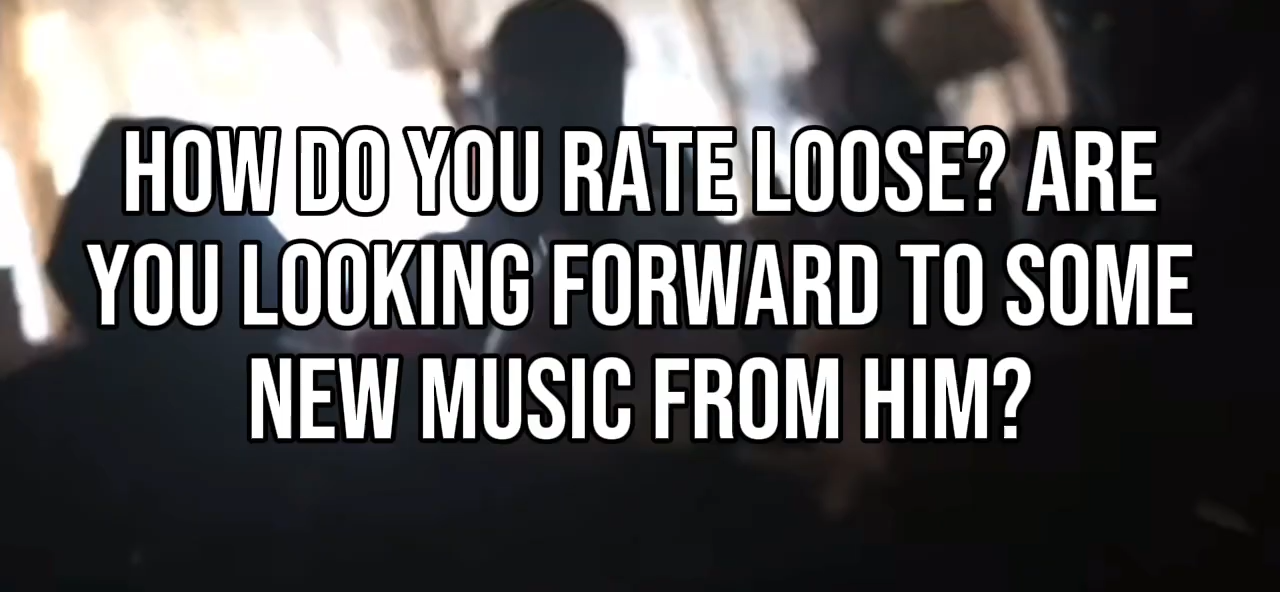 HOW DO YOU RATE LOOSE? ARE
YOU LOOKING FORWARD TO SOME
NEW MUSIC FROM HIM?